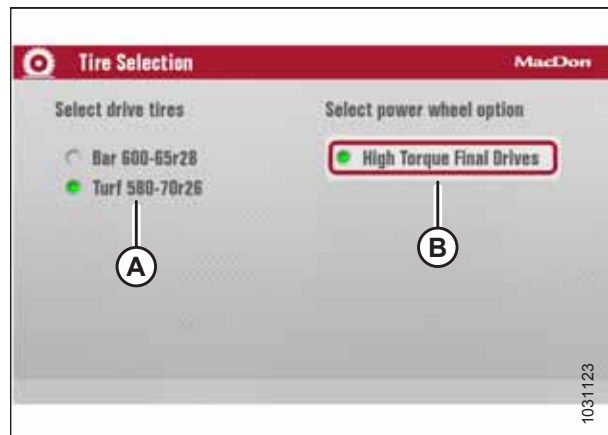 Tire Selection
MacDon
Select drive tires
Bar 600-65r28
Turf 580-70r26
A
Select power wheel option
High Torque Final Drives
B
1031123